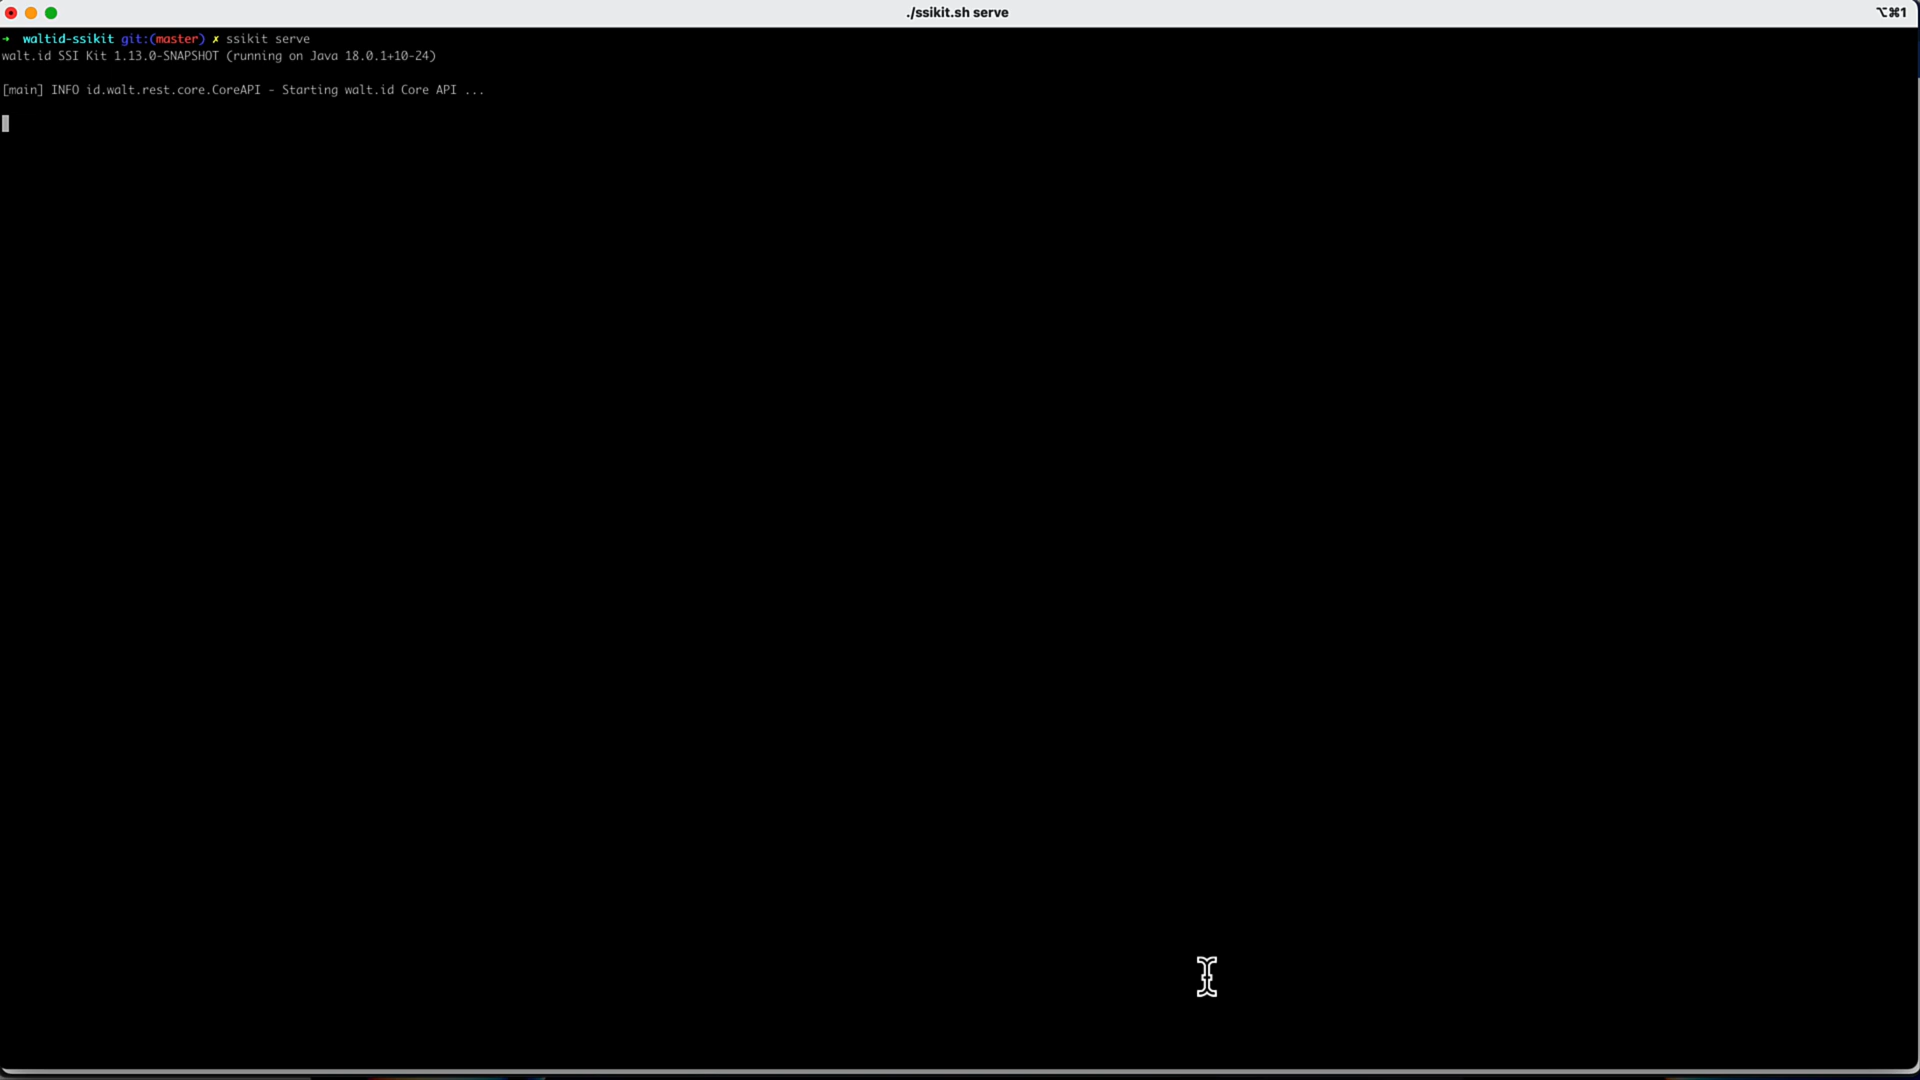 ./ssikit.sh serve
⌥⌘1
→ waltid-ssikit git:(master) ✗ ssikit serve
walt.id SSI Kit 1.13.0-SNAPSHOT (running on Java 18.0.1+10-24)
[main] INFO id.walt.rest.core.CoreAPI - Starting walt.id Core API ...